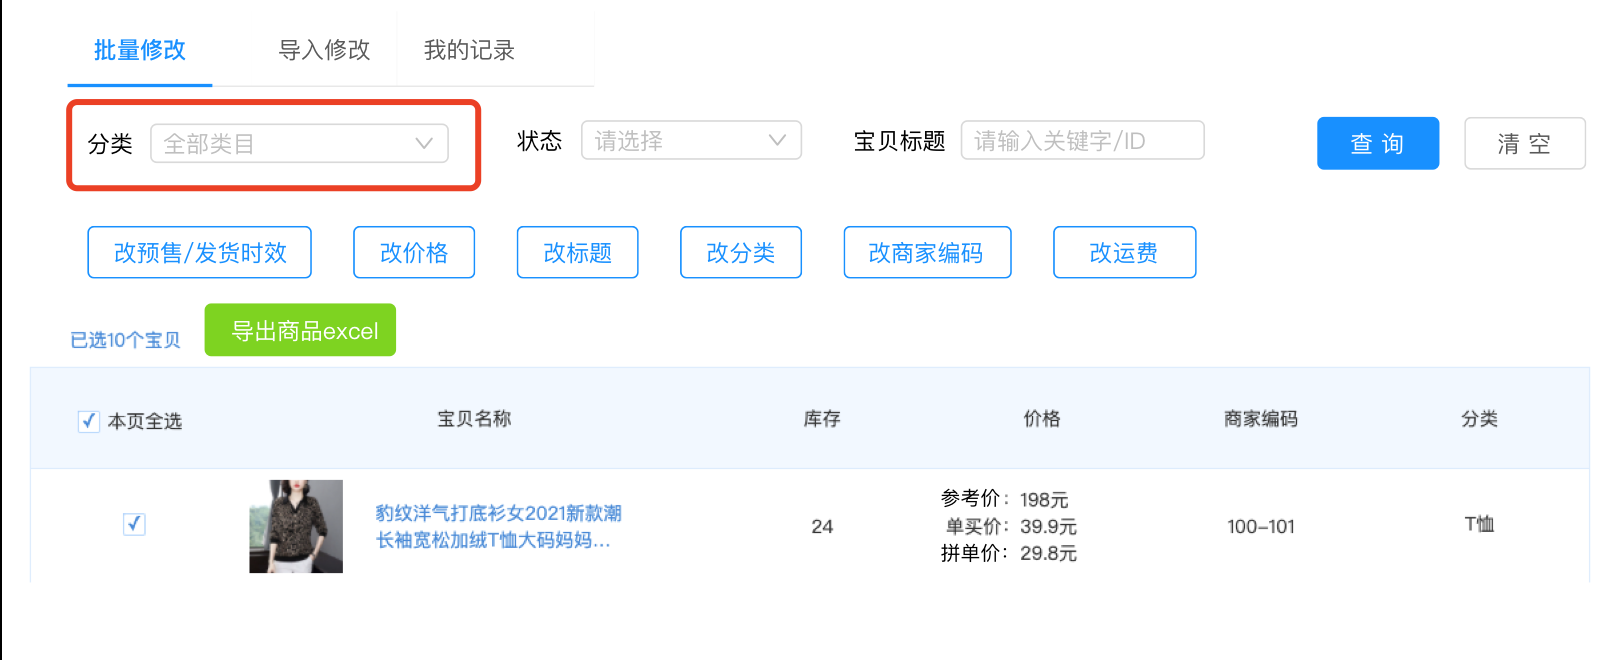 批量修改 导入修改 我的记录
分类 全部类目 状态 请选择 宝贝标题 请输入关键字/ID 查 询 清 空
改预售/发货时效 改价格 改标题 改分类 改商家编码 改运费
已选10个宝贝 导出商品excel
本页全选 宝贝名称 库存 价格 商家编码 分类
豹纹洋气打底衫女2021新款潮
长袖宽松加绒T恤大码妈妈...
24
参考价：198元
单买价：39.9元
拼单价：29.8元
100-101
T恤